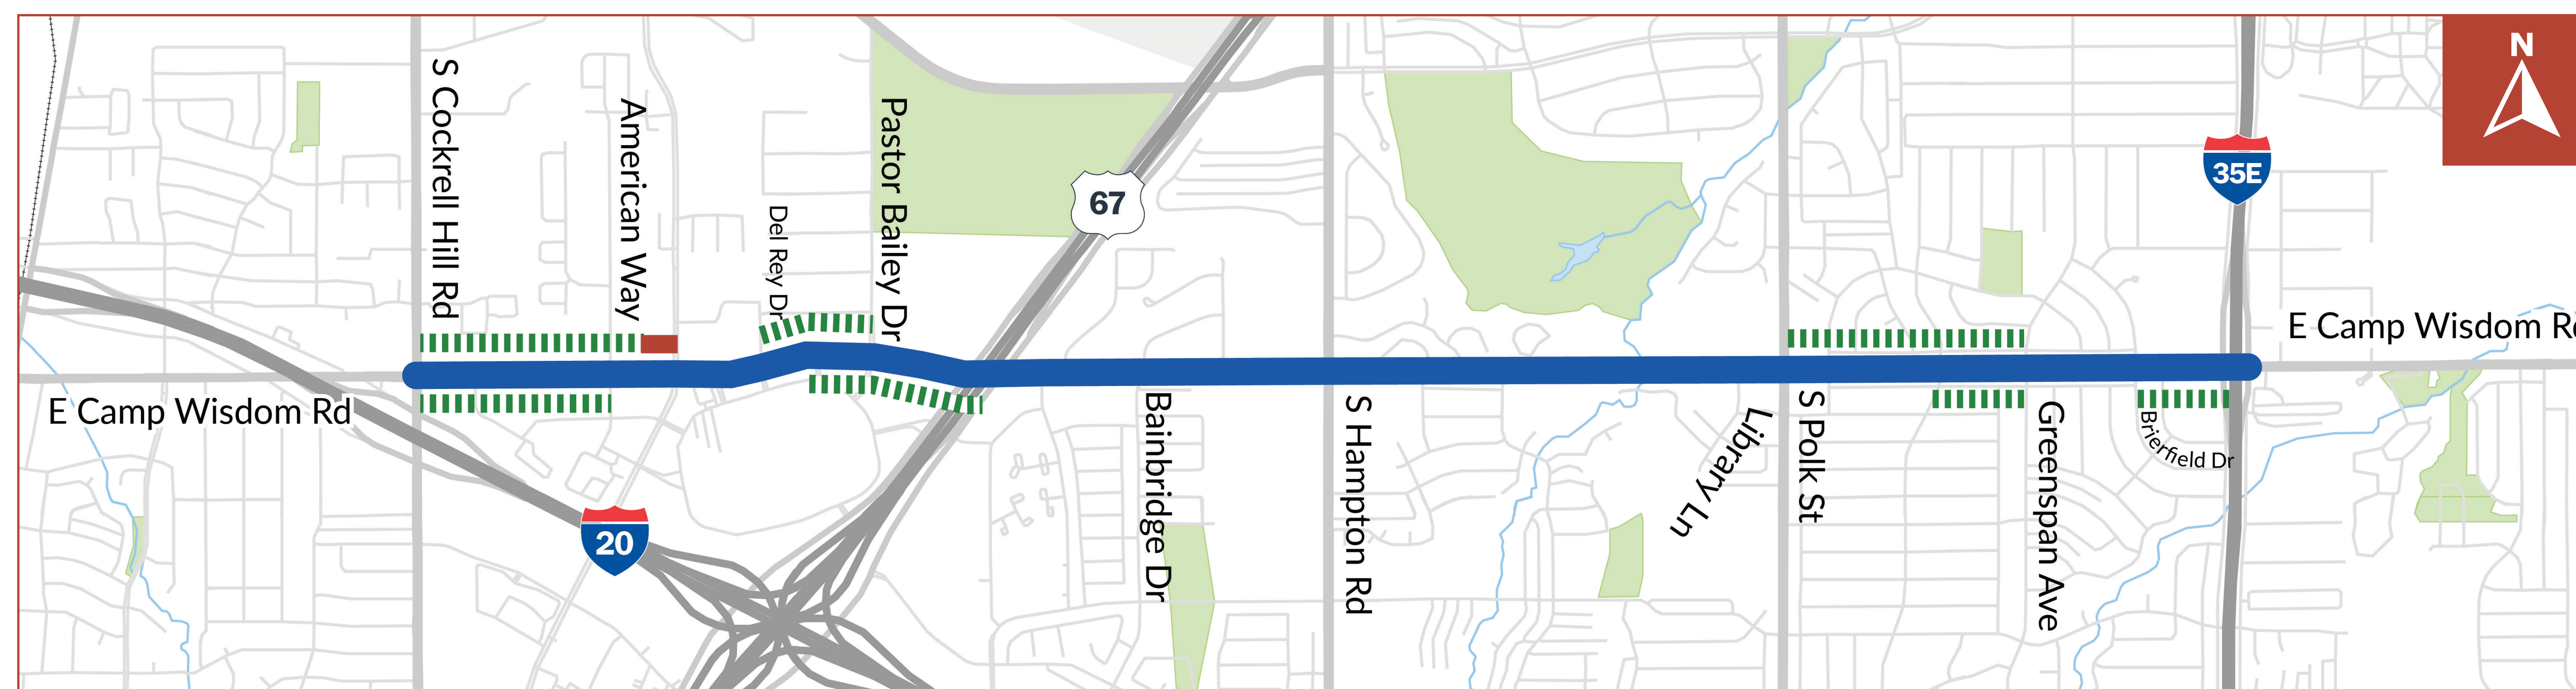 N
S Cockrell Hill Rd
American Way
Del Rey Dr
Pastor Bailey Dr
67
35E
E Camp Wisdom Rd
E Camp Wisdom Rd
20
Bainbridge Dr
S Hampton Rd
Library Ln
S Polk St
Greenspan Ave
Brierfield Dr